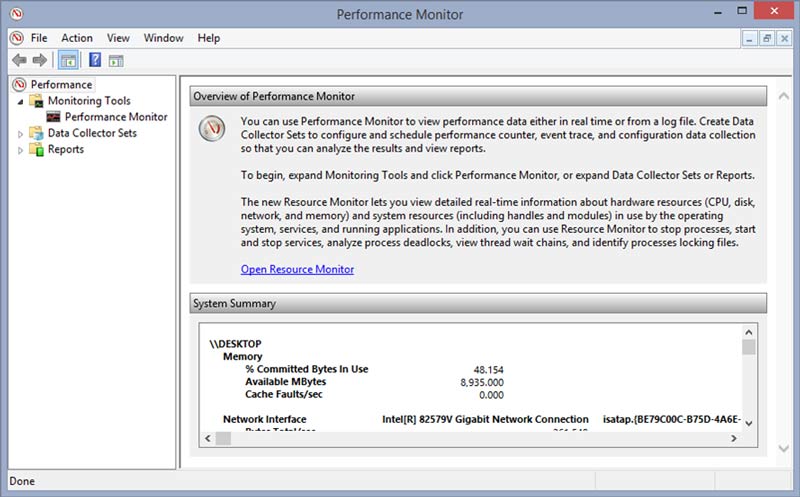 Performance Monitor
File Action View Window Help
Performance
Monitoring Tools
Performance Monitor
Data Collector Sets
Reports
Overview of Performance Monitor
You can use Performance Monitor to view performance data either in real time or from a log file. Create Data
Collector Sets to configure and schedule performance counter, event trace, and configuration data collection
so that you can analyze the results and view reports.
To begin, expand Monitoring Tools and click Performance Monitor, or expand Data Collector Sets or Reports.
The new Resource Monitor lets you view detailed real-time information about hardware resources (CPU, disk,
network, and memory) and system resources (including handles and modules) in use by the operating
system, services, and running applications. In addition, you can use Resource Monitor to stop processes, start
and stop services, analyze process deadlocks, view thread wait chains, and identify processes locking files.
Open Resource Monitor
System Summary
\\DESKTOP
Memory
% Committed Bytes In Use 48.154
Available MBytes 8,935.000
Cache Faults/sec 0.000
Network Interface Intel[R] 82579V Gigabit Network Connection isatap.{BE79C00C-B75D-4A6E-
Bytes Total/sec
Done